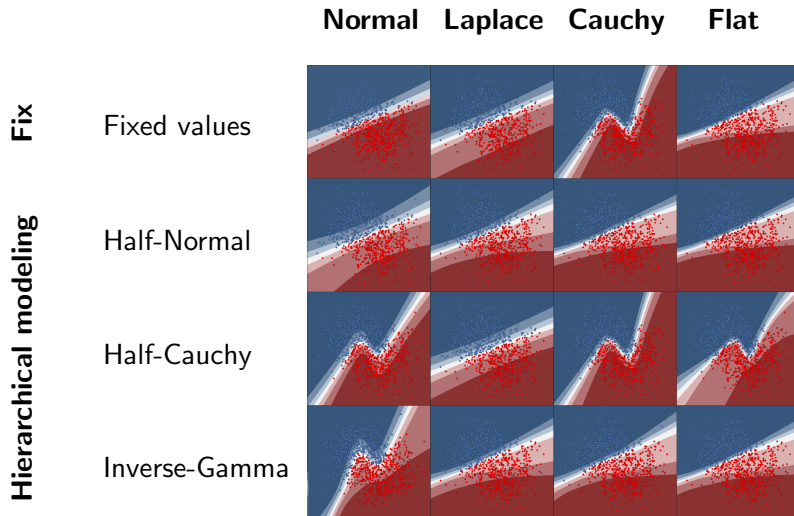 Normal Laplace Cauchy Flat
Fix
Fixed values
Hierarchical modeling
Half-Normal
Half-Cauchy
Inverse-Gamma